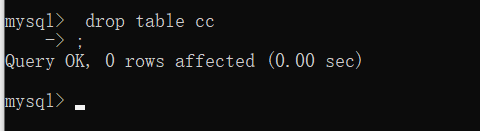 mysql>  drop table cc
    -> ;
Query OK, 0 rows affected (0.00 sec)
mysql>